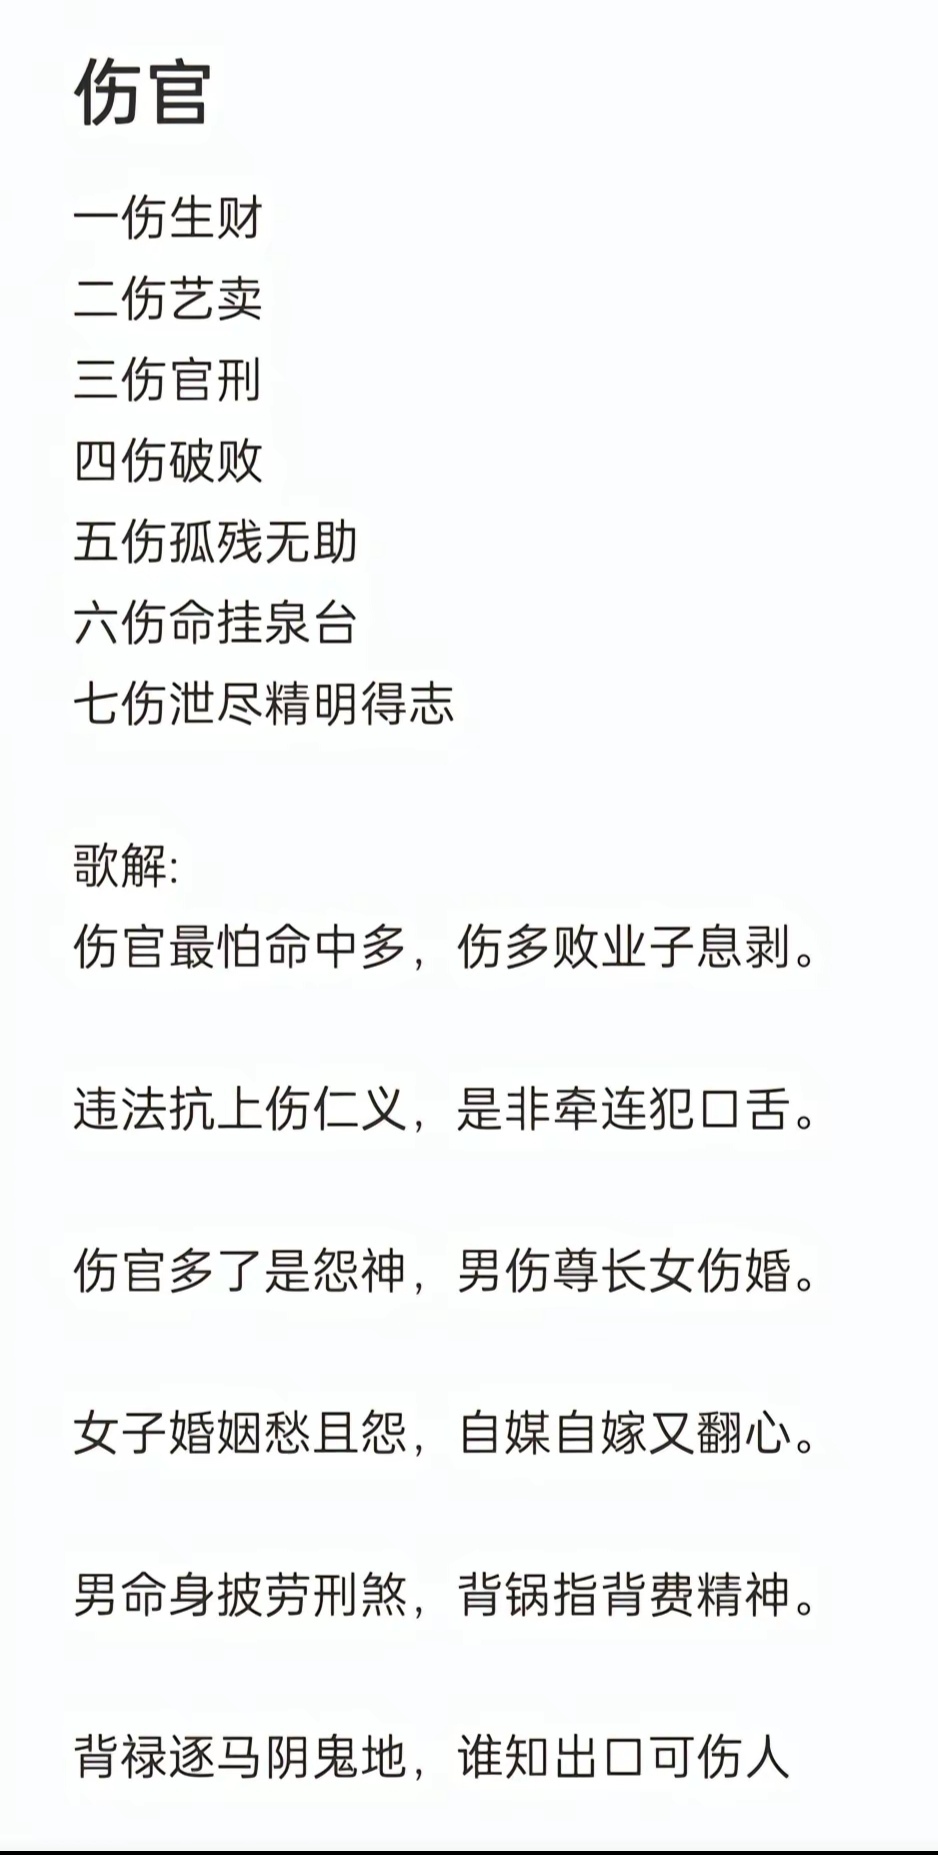 伤官
一伤生财
二伤艺卖
三伤官刑
四伤破败
五伤孤残无助
六伤命挂泉台
七伤泄尽精明得志
歌解:
伤官最怕命中多，伤多败业子息剥。
违法抗上伤仁义，是非牵连犯口舌。
伤官多了是怨神，男伤尊长女伤婚。
女子婚姻愁且怨，自媒自嫁又翻心。
男命身披劳刑煞，背锅指背费精神。
背禄逐马阴鬼地，谁知出口可伤人